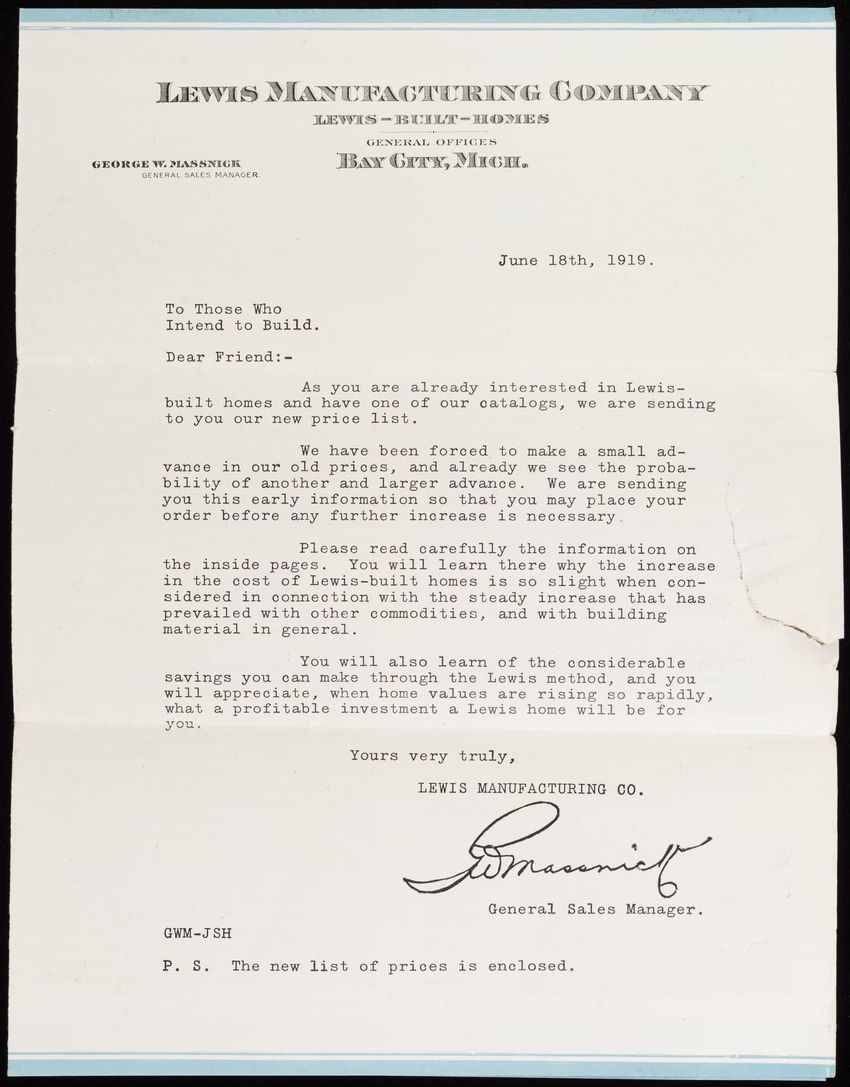 LEWIS MANUFACTURING COMPANY
LEWIS-BUILT-HOMES
GENERAL OFFICES
BAY CITY, MICH.
GEORGE W. MASSNICK
GENERAL SALES MANAGER.
June 18th, 1919.
To Those Who
Intend to Build.
Dear Friend:-
As you are already interested in Lewis-
built homes and have one of our catalogs, we are sending
to you our new price list.
We have been forced to make a small ad-
vance in our old prices, and already we see the proba-
bility of another and larger advance. We are sending
you this early information so that you may place your
order before any further increase is necessary.
Please read carefully the information on
the inside pages. You will learn there why the increase
in the cost of Lewis-built homes is so slight when con-
sidered in connection with the steady increase that has
prevailed with other commodities, and with building
material in general.
You will also learn of the considerable
savings you can make through the Lewis method, and you
will appreciate, when home values are rising so rapidly,
what a profitable investment a Lewis home will be for
you.
Yours very truly,
LEWIS MANUFACTURING CO.
GWMassnick
General Sales Manager.
GWM-JSH
P. S. The new list of prices is enclosed.